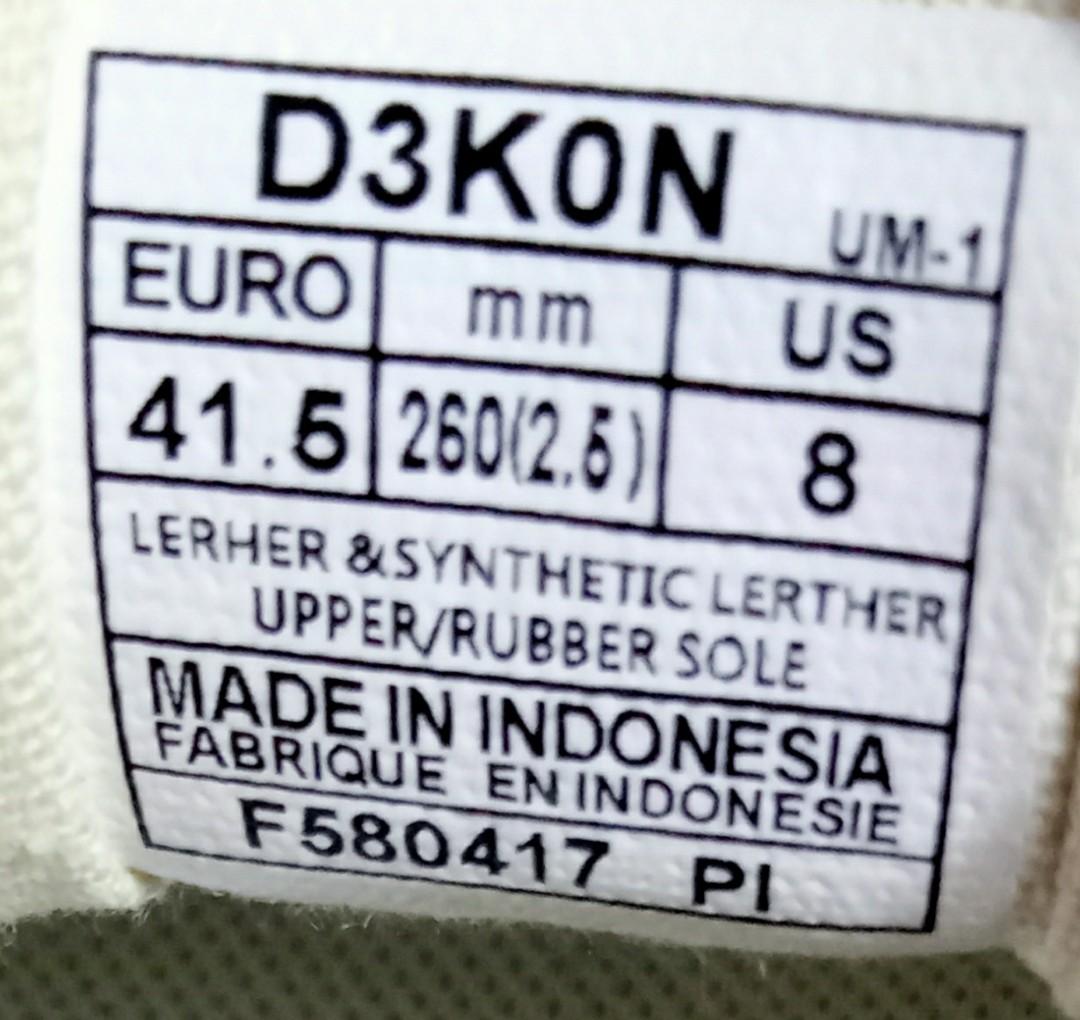 D3K0N
UM-1
EURO mm US
41.5 260(2.5) 8
LERHER &SYNTHETIC LERTHER
UPPER/RUBBER SOLE
MADE IN INDONESIA
FABRIQUE EN INDONESIE
F580417 PI